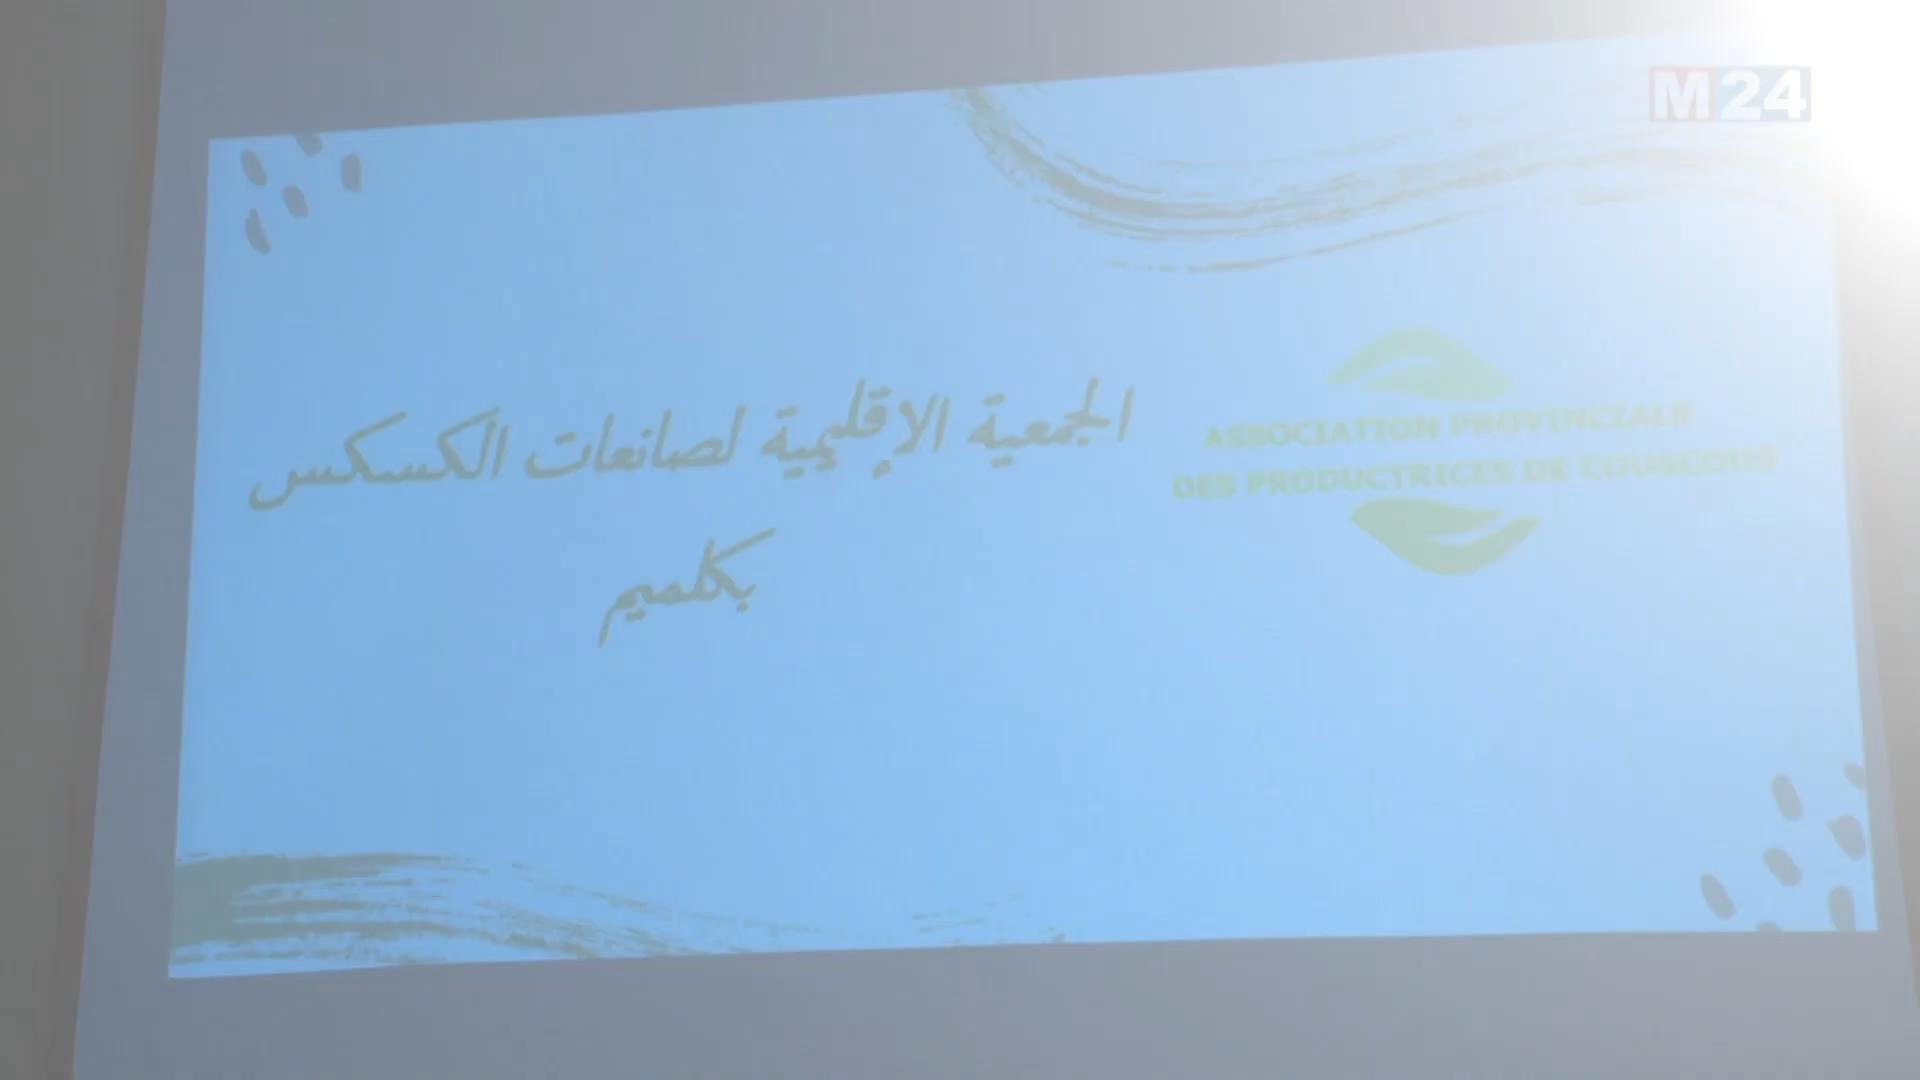 M24
الجمعية الإقليمية لصانعات الكسكس
بكلميم
ASSOCIATION PROVINCIALE
DES PRODUCTRICES DE COUSCOUS